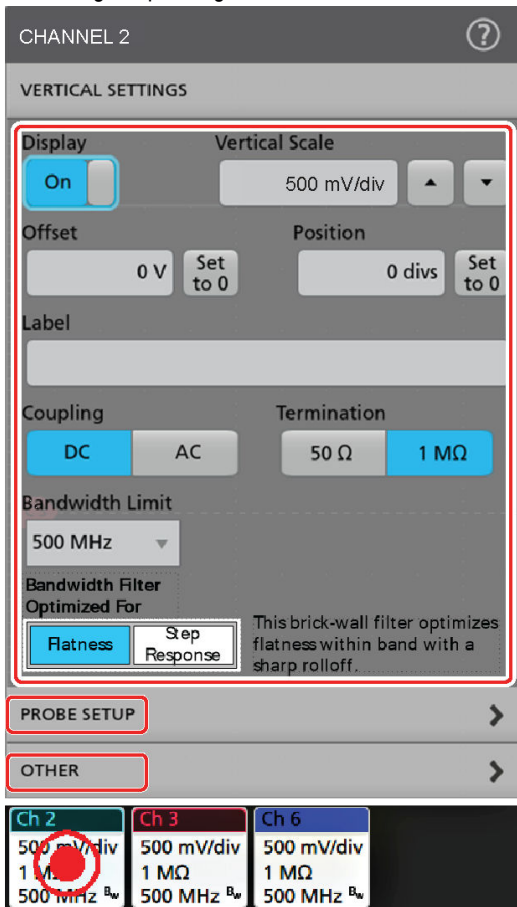 CHANNEL 2 ?
VERTICAL SETTINGS
Display Vertical Scale
On 500 mV/div
Offset Position
0 V Set to 0 0 divs Set to 0
Label
Coupling Termination
DC AC 50 Ω 1 MΩ
Bandwidth Limit
500 MHz
Bandwidth Filter
Optimized For
Flatness Step Response
This brick-wall filter optimizes
flatness within band with a
sharp rolloff.
PROBE SETUP
OTHER
Ch 2 Ch 3 Ch 6
500 mV/div 500 mV/div 500 mV/div
1 MΩ 1 MΩ 1 MΩ
500 MHz Bw 500 MHz Bw 500 MHz Bw